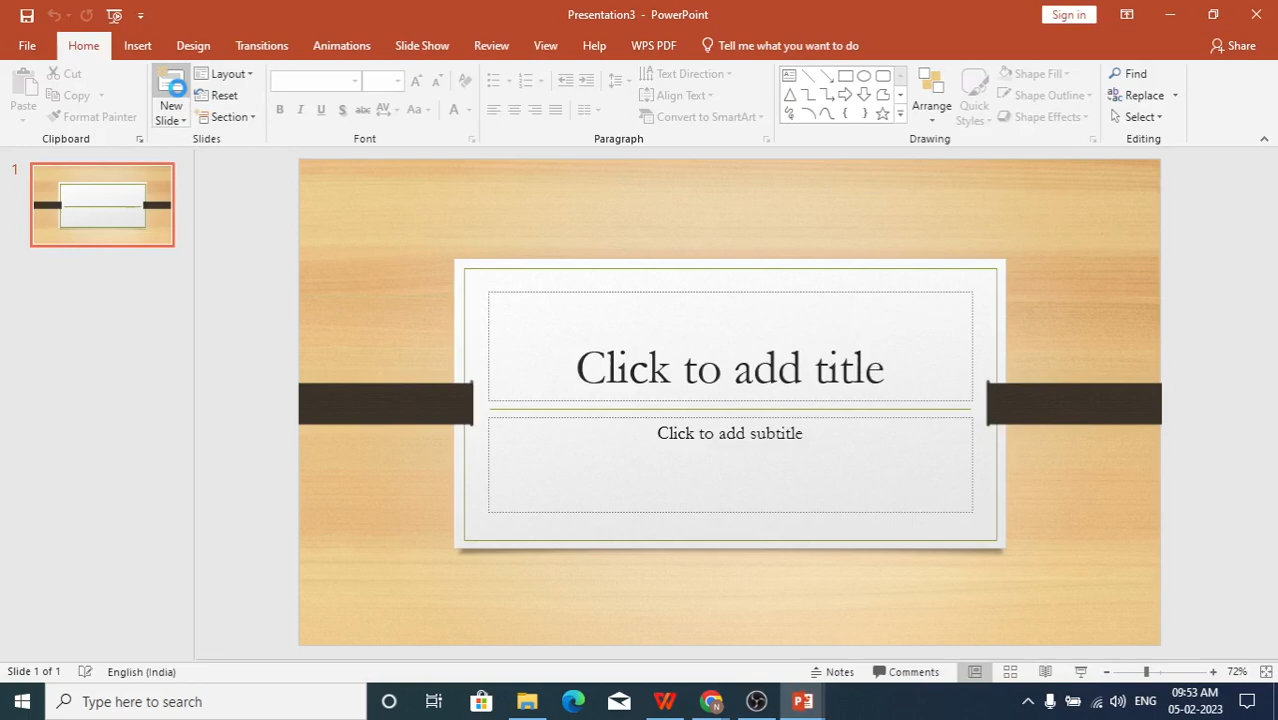 Presentation3 - PowerPoint
Sign in
File Home Insert Design Transitions Animations Slide Show Review View Help WPS PDF Tell me what you want to do Share
Paste
Cut
Copy
Format Painter
Clipboard
New
Slide
Layout
Reset
Section
Slides
B I U S abc AV Aa A
Font
Text Direction
Align Text
Convert to SmartArt
Paragraph
Arrange
Quick
Styles
Shape Fill
Shape Outline
Shape Effects
Drawing
Find
Replace
Select
Editing
1
Click to add title
Click to add subtitle
Slide 1 of 1
English (India)
Notes
Comments
72%
Type here to search
ENG
09:53 AM
05-02-2023